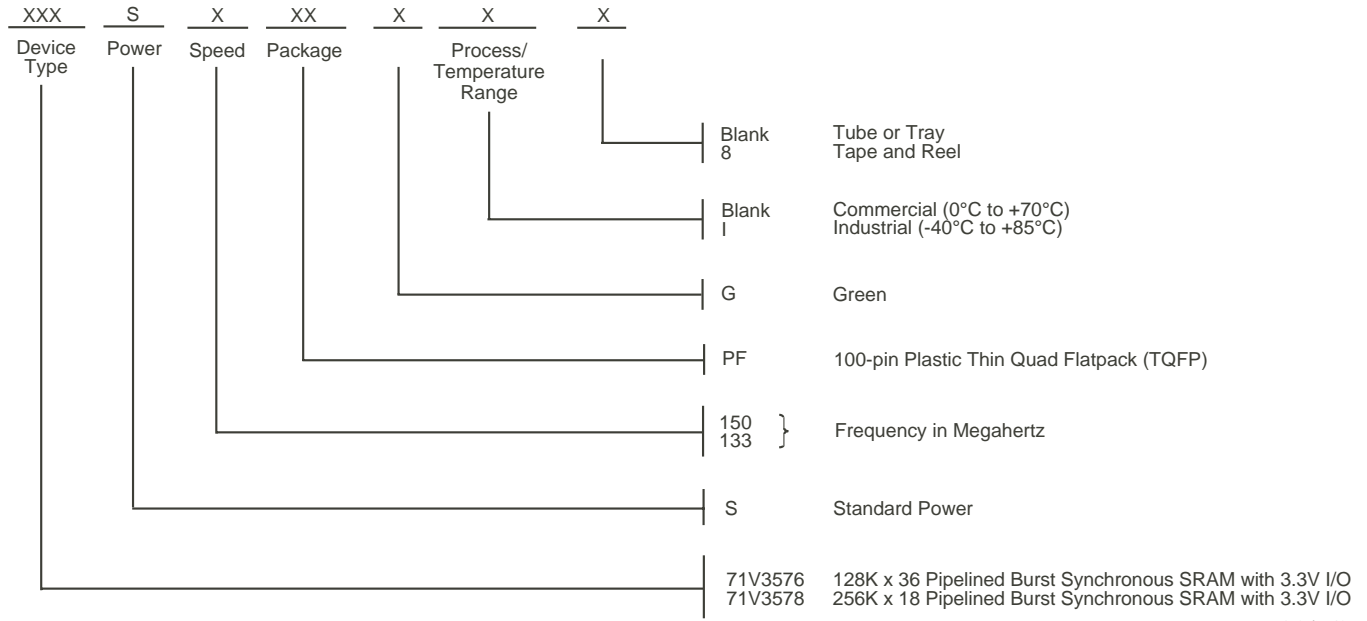 XXX S X XX X X X
Device Type Power Speed Package Process/ Temperature Range
Blank Tube or Tray
8 Tape and Reel
Blank Commercial (0°C to +70°C)
I Industrial (-40°C to +85°C)
G Green
PF 100-pin Plastic Thin Quad Flatpack (TQFP)
150
133 } Frequency in Megahertz
S Standard Power
71V3576 128K x 36 Pipelined Burst Synchronous SRAM with 3.3V I/O
71V3578 256K x 18 Pipelined Burst Synchronous SRAM with 3.3V I/O